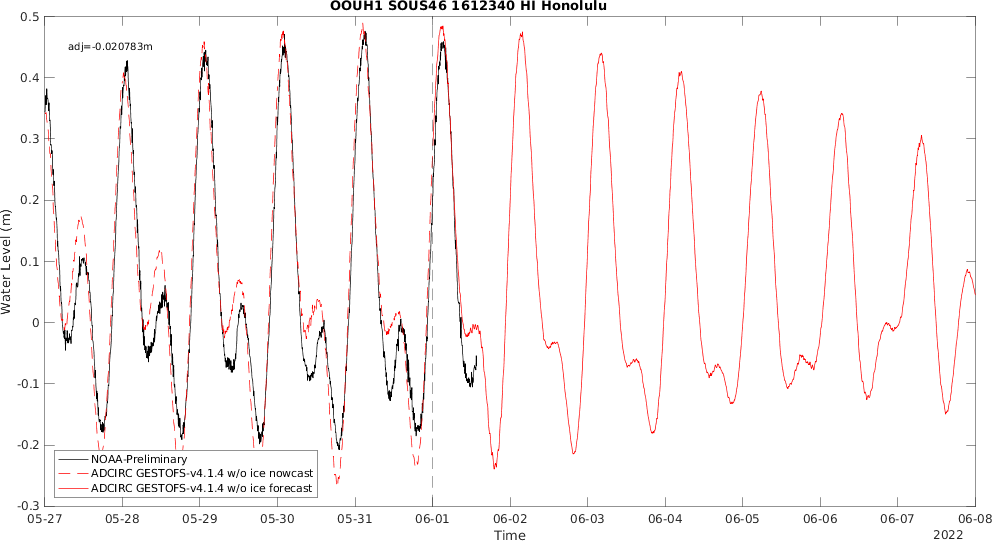 OOUH1 SOUS46 1612340 HI Honolulu
adj=-0.020783m
Water Level (m)
0.5
0.4
0.3
0.2
0.1
0
-0.1
-0.2
-0.3
NOAA-Preliminary
ADCIRC GESTOFS-v4.1.4 w/o ice nowcast
ADCIRC GESTOFS-v4.1.4 w/o ice forecast
05-27 05-28 05-29 05-30 05-31 06-01 06-02 06-03 06-04 06-05 06-06 06-07 06-08
Time
2022